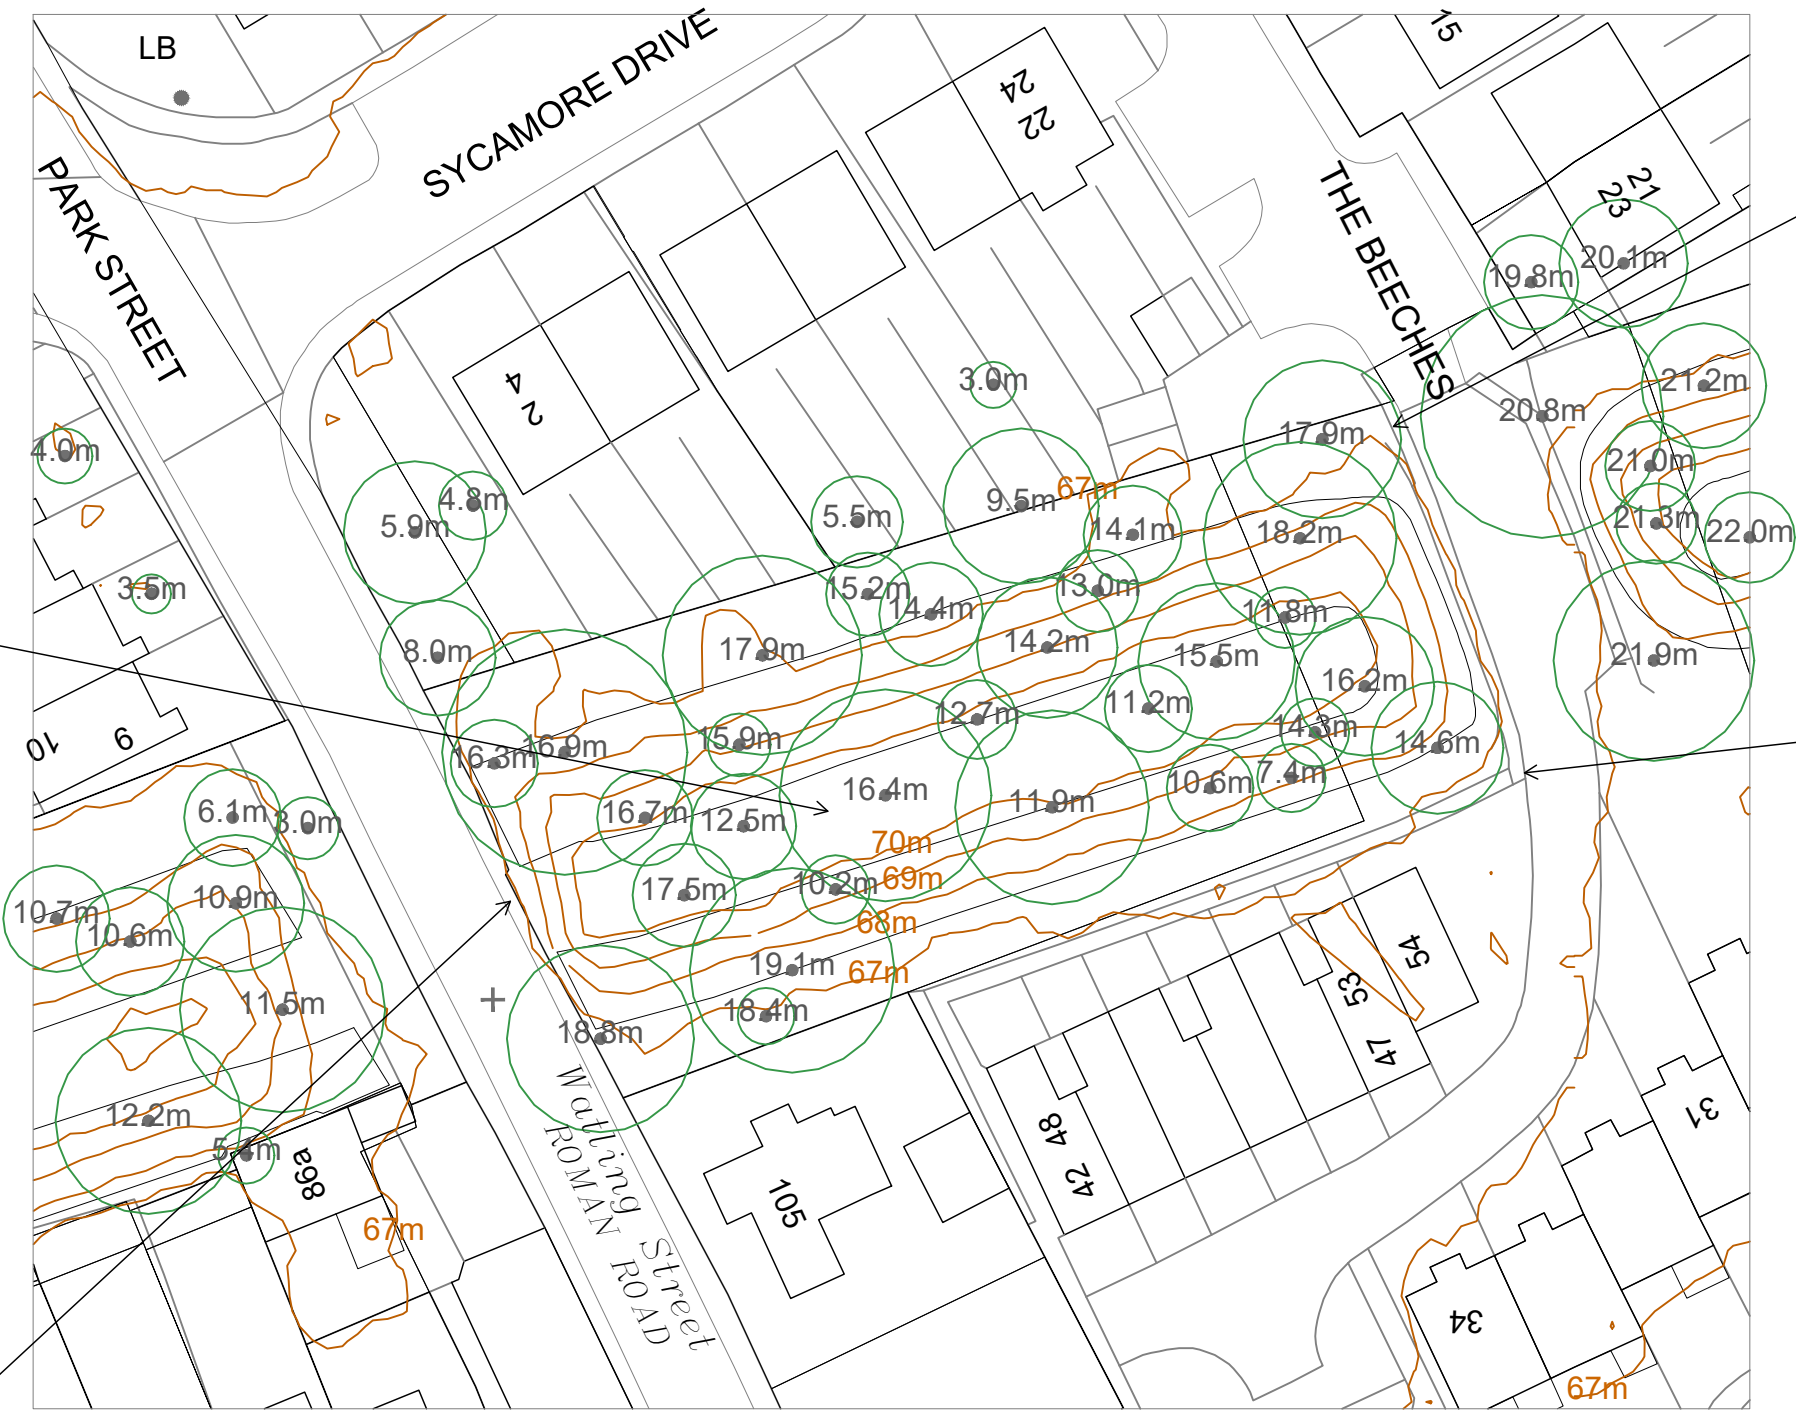 LB
SYCAMORE DRIVE
15
24
22
PARK STREET
THE BEECHES
21
23
20.1m
19.8m
4
2
3.0m
21.2m
20.8m
17.9m
4.0m
21.0m
67m
9.5m
4.8m
5.9m
5.5m
14.1m
18.2m
21.3m
22.0m
3.5m
15.2m
14.4m
13.0m
11.8m
8.0m
17.9m
14.2m
15.5m
21.9m
16.2m
11.2m
12.7m
14.3m
14.6m
10
9
16.3m
16.9m
15.9m
16.4m
11.9m
10.6m
7.4m
6.1m
3.0m
16.7m
12.5m
70m
69m
68m
67m
10.7m
10.6m
10.9m
17.5m
10.2m
19.1m
18.4m
18.8m
11.5m
54
53
47
48
42
12.2m
5.4m
86a
67m
Watling Street
ROMAN ROAD
105
31
34
67m